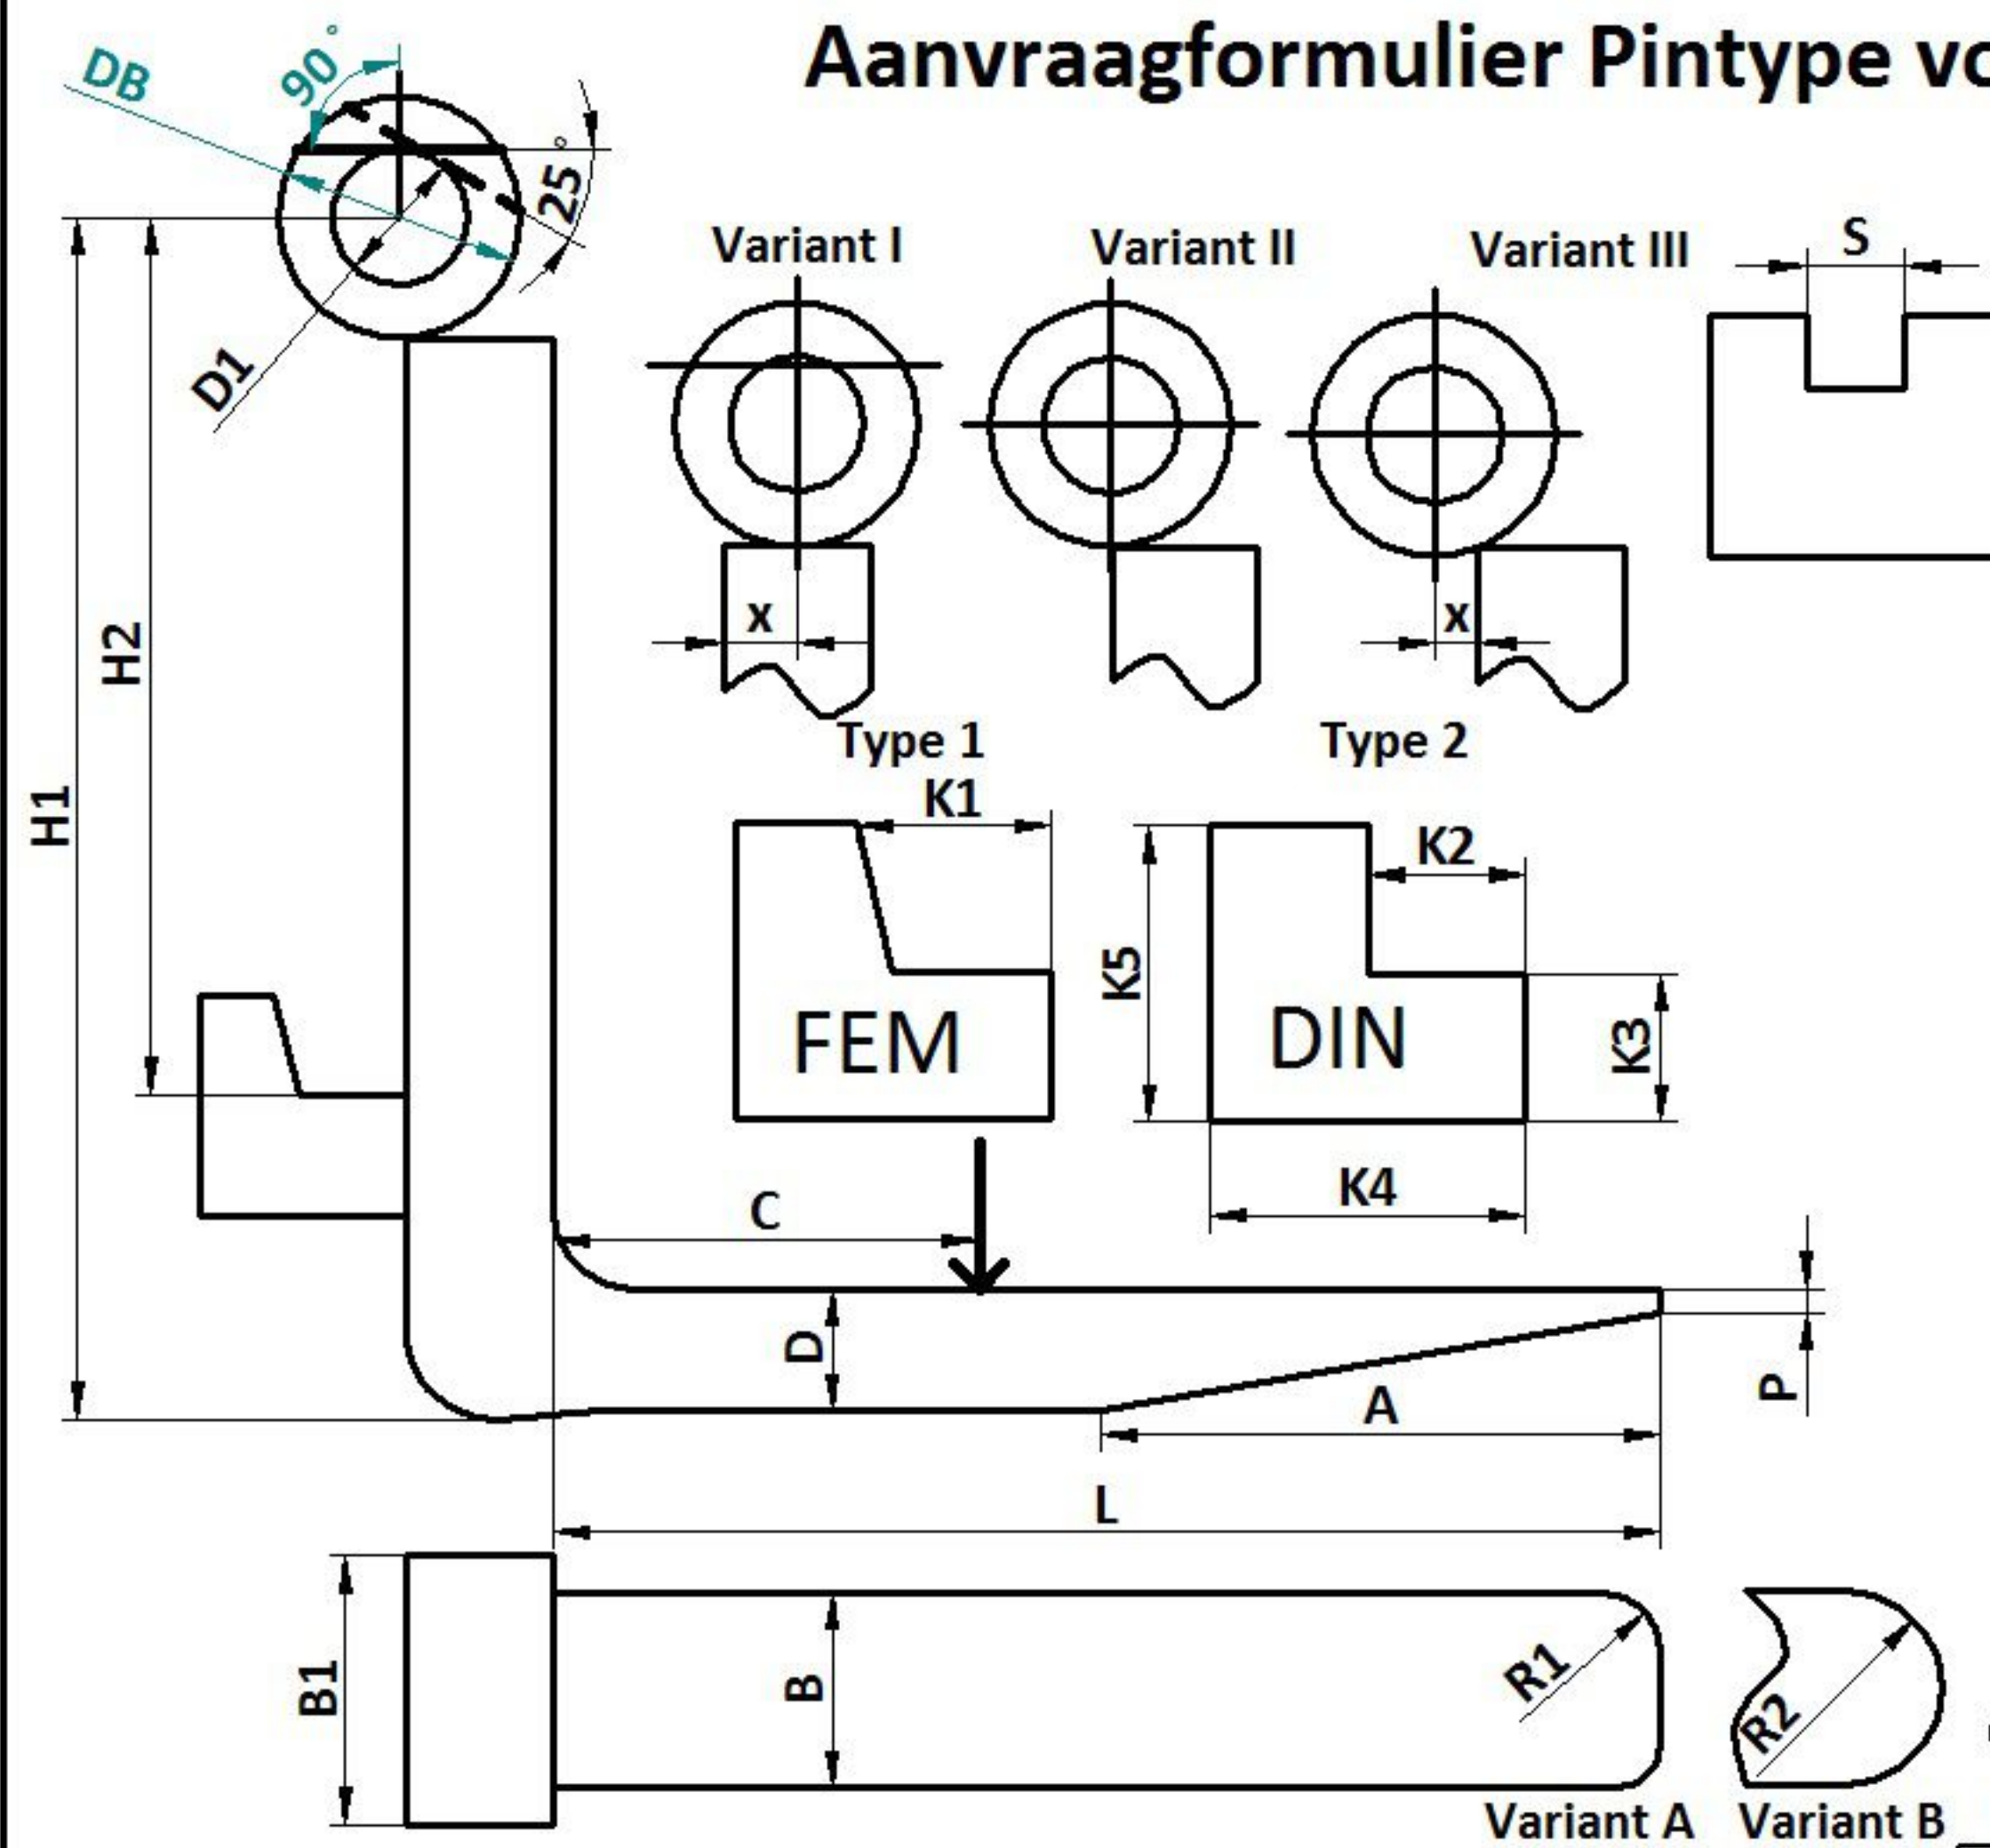 Aanvraagformulier Pintype vo
DB
90°
25°
D1
Variant I
Variant II
Variant III
S
H2
H1
x
x
Type 1
Type 2
K1
K2
K5
K3
FEM
DIN
K4
C
D
A
P
L
B1
B
R1
R2
Variant A
Variant B